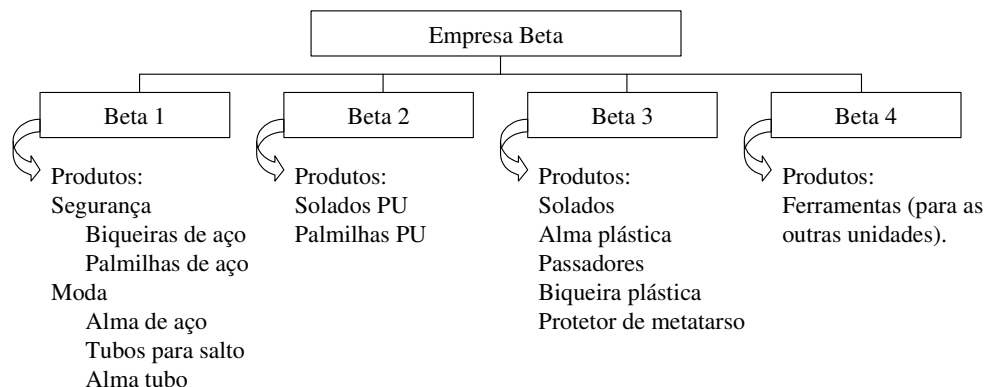 Empresa Beta
Beta 1
Beta 2
Beta 3
Beta 4
Produtos:
Segurança
Biqueiras de aço
Palmilhas de aço
Moda
Alma de aço
Tubos para salto
Alma tubo
Produtos:
Solados PU
Palmilhas PU
Produtos:
Solados
Alma plástica
Passadores
Biqueira plástica
Protetor de metatarso
Produtos:
Ferramentas (para as
outras unidades).